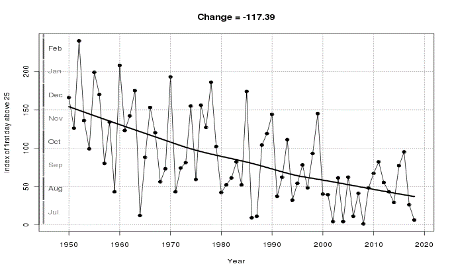 Change = -117.39
Index of first day above 25
200
150
100
50
0
Feb
Jan
Dec
Nov
Oct
Sep
Aug
Jul
1950 1960 1970 1980 1990 2000 2010 2020
Year